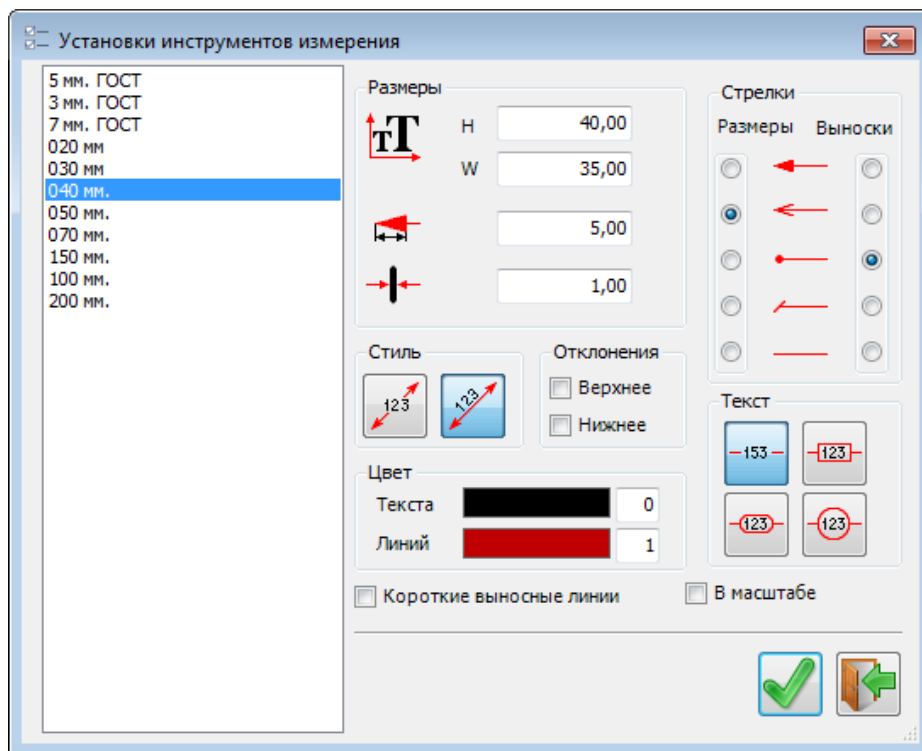 Установки инструментов измерения
5 мм. ГОСТ
3 мм. ГОСТ
7 мм. ГОСТ
020 мм
030 мм
040 мм.
050 мм.
070 мм.
150 мм.
100 мм.
200 мм.
Размеры
TT
H 40,00
W 35,00
5,00
1,00
Стиль
123
123
Отклонения
Верхнее
Нижнее
Цвет
Текста 0
Линий 1
Короткие выносные линии
Стрелки
Размеры Выноски
Текст
153 123
123 123
В масштабе